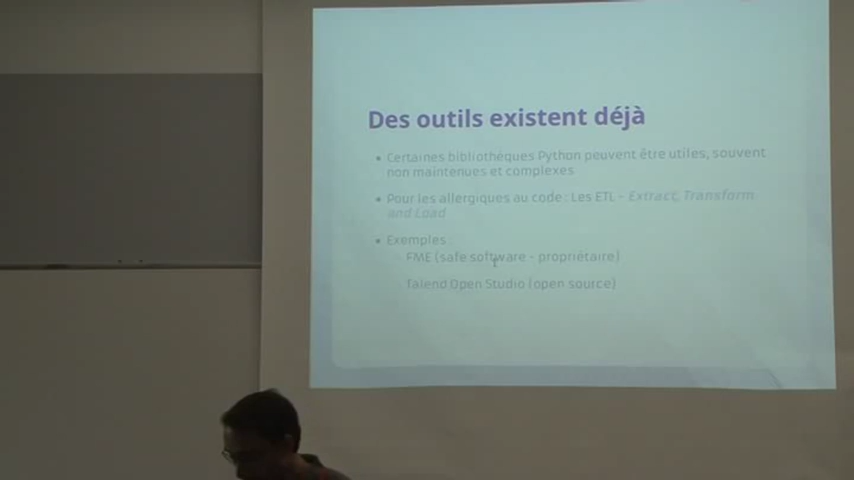 Des outils existent déjà
• Certaines bibliothèques Python peuvent être utiles, souvent
non maintenues et complexes
• Pour les allergiques au code : Les ETL - Extract, Transform
and Load
• Exemples
- FME (safe software - propriétaire)
- Talend Open Studio (open source)